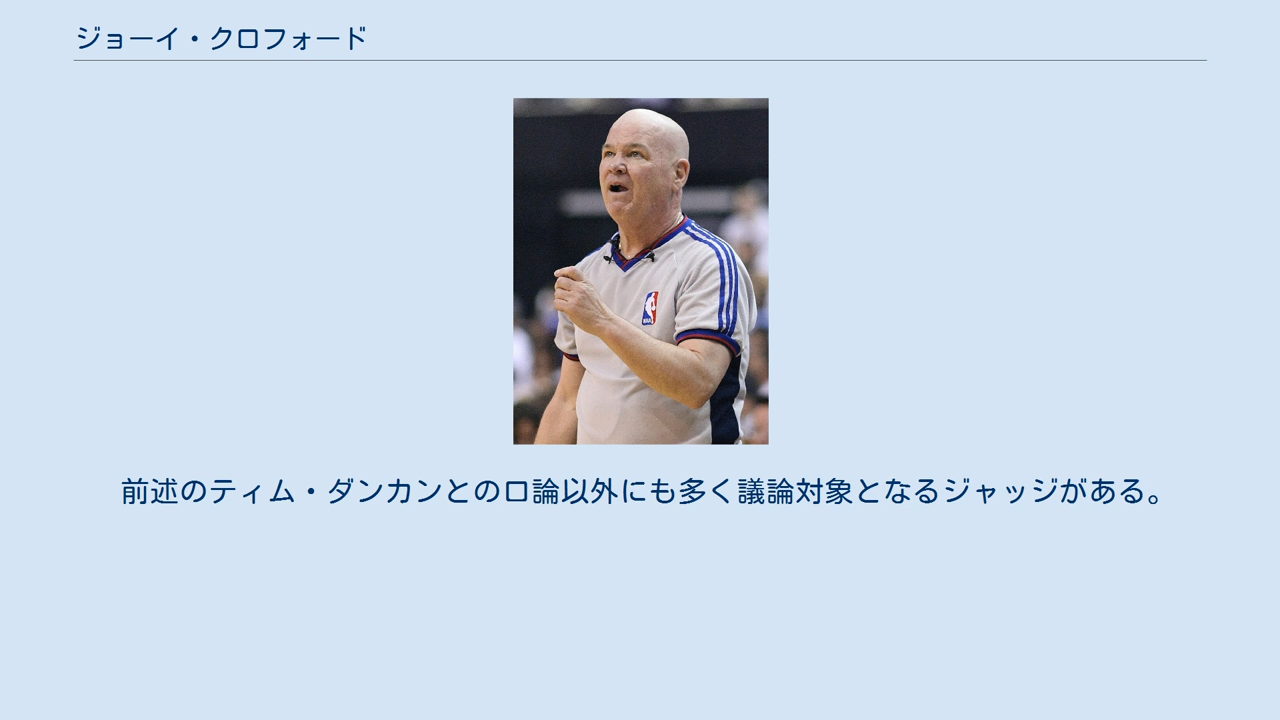 ジョーイ・クロフォード
前述のティム・ダンカンとの口論以外にも多く議論対象となるジャッジがある。